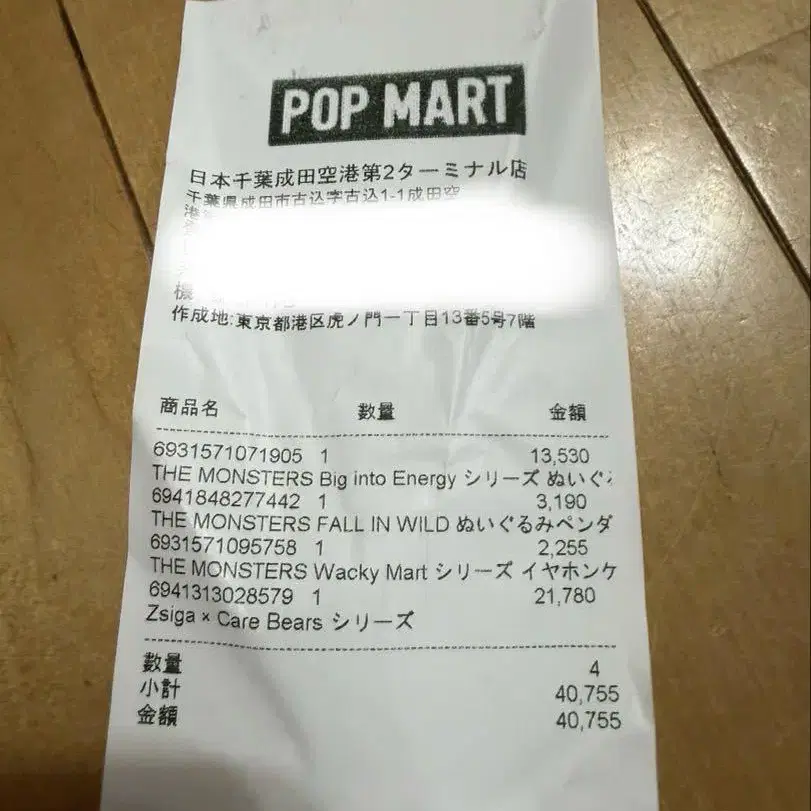 POP MART
日本千葉成田空港第2ターミナル店
千葉県成田市古込字古込1-1成田空
港
機
作成地:東京都港区虎ノ門一丁目13番5号7階
商品名 数量 金額
6931571071905 1 13,530
THE MONSTERS Big into Energy シリーズ ぬいぐ
6941848277442 1 3,190
THE MONSTERS FALL IN WILD ぬいぐるみペンダ
6931571095758 1 2,255
THE MONSTERS Wacky Mart シリーズ イヤホンケ
6941313028579 1 21,780
Zsiga × Care Bears シリーズ
数量 4
小計 40,755
金額 40,755